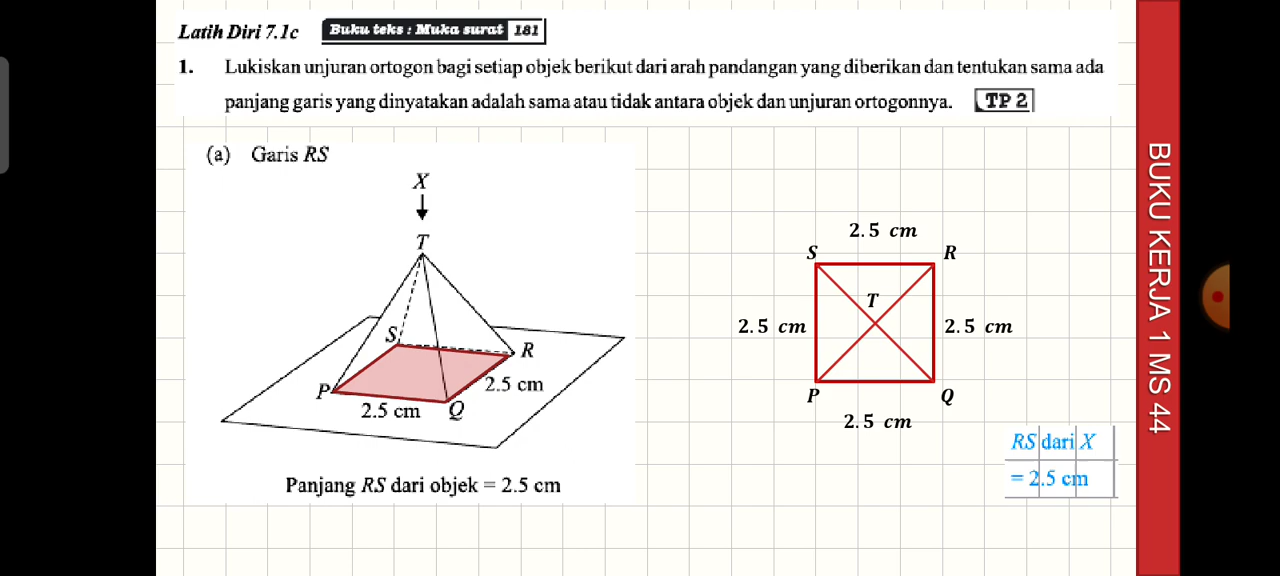 Latih Diri 7.1c Buku teks : Muka surat 181
1. Lukiskan unjuran ortogon bagi setiap objek berikut dari arah pandangan yang diberikan dan tentukan sama ada
panjang garis yang dinyatakan adalah sama atau tidak antara objek dan unjuran ortogonnya. TP 2
(a) Garis RS
X
T
S
R
P
2.5 cm
2.5 cm
Q
Panjang RS dari objek = 2.5 cm
2.5 cm
S
R
T
2.5 cm
2.5 cm
P
Q
2.5 cm
RS dari X
= 2.5 cm
BUKU KERJA 1 MS 44